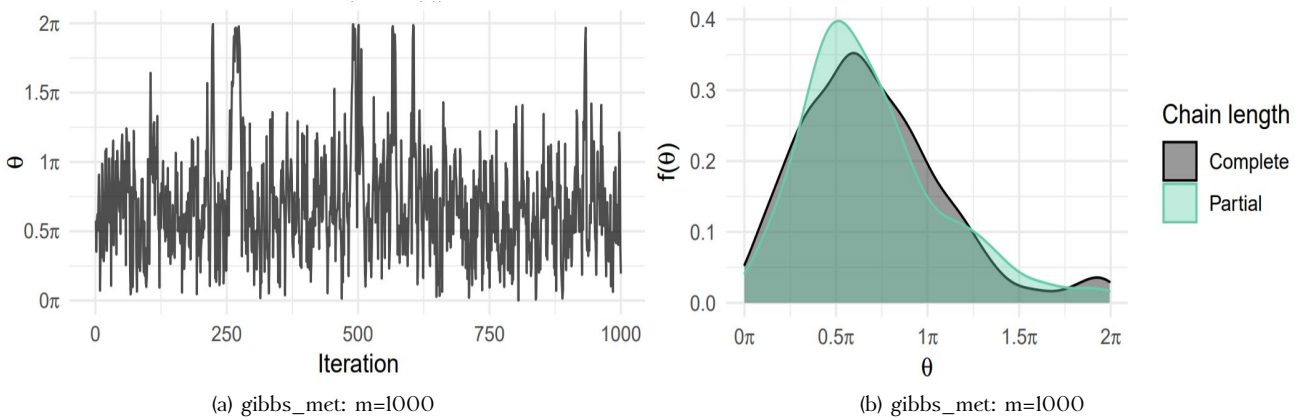 2π
1.5π
1π
0.5π
0π
θ
0
250
500
750
1000
Iteration
(a) gibbs_met: m=1000
0.4
0.3
0.2
0.1
0.0
f(θ)
0π
0.5π
1π
1.5π
2π
θ
(b) gibbs_met: m=1000
Chain length
Complete
Partial